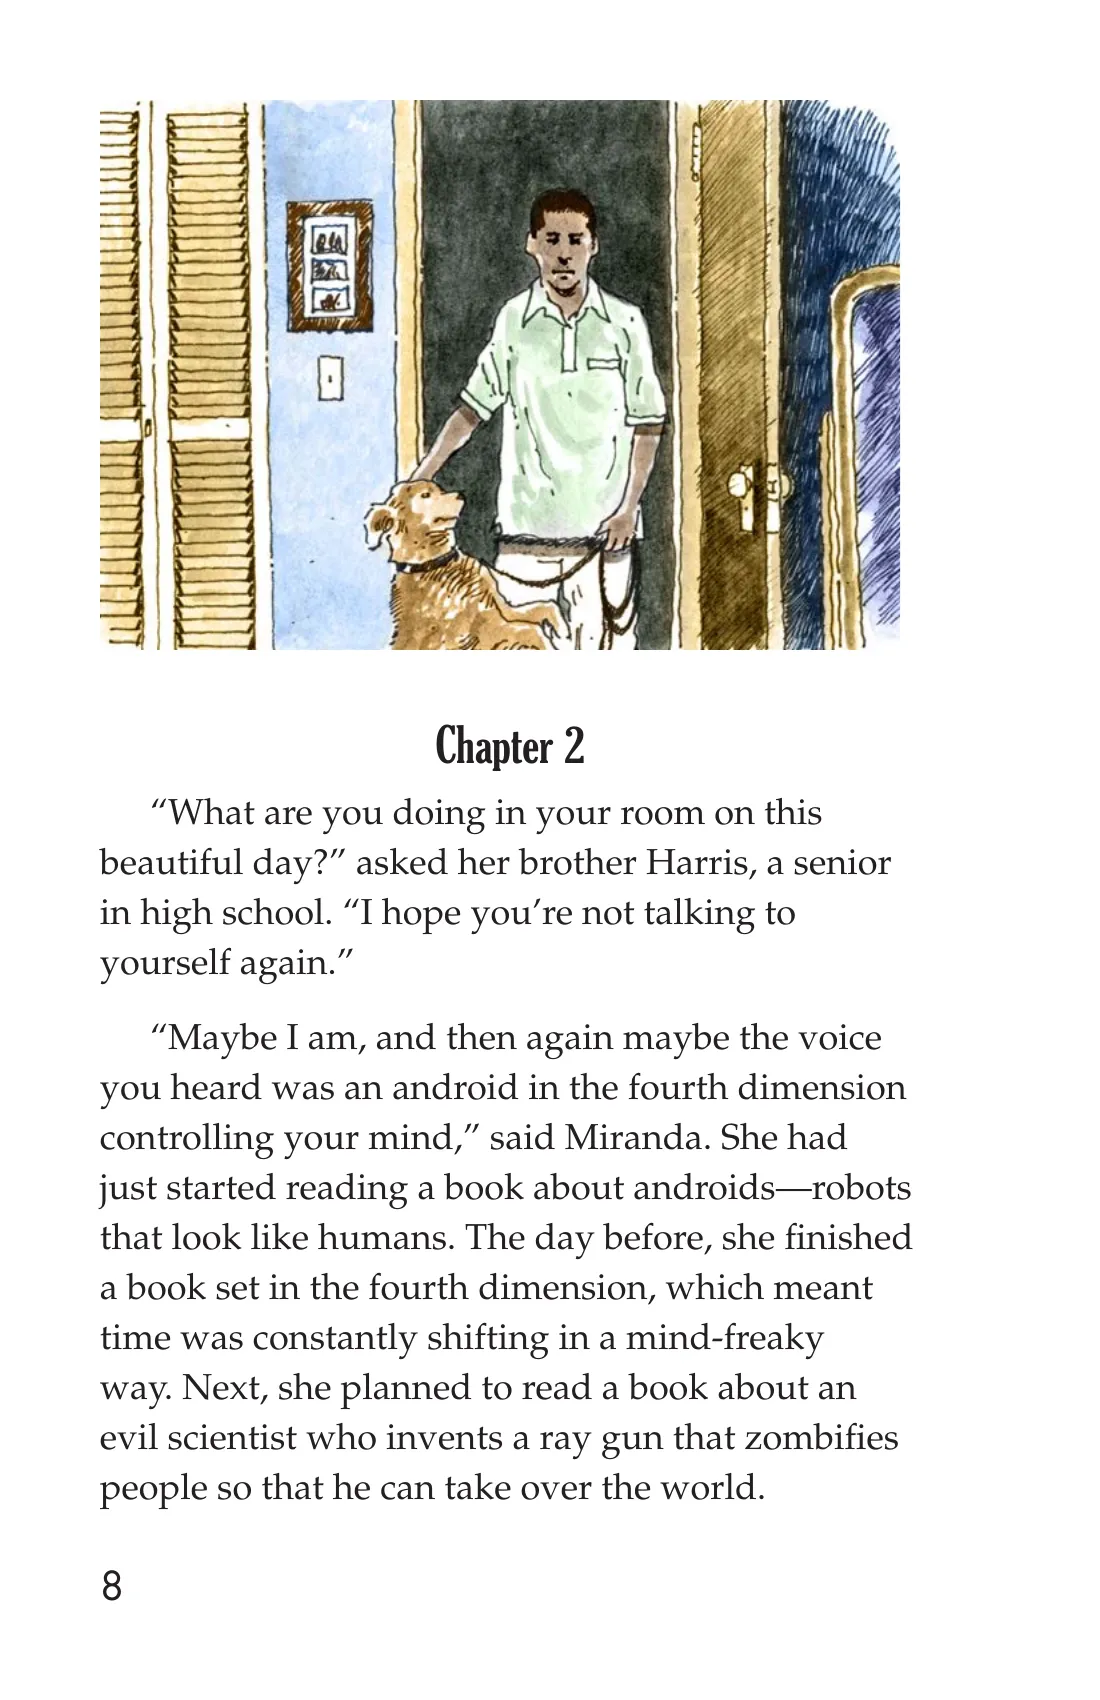 Chapter 2
“What are you doing in your room on this
beautiful day?” asked her brother Harris, a senior
in high school. “I hope you’re not talking to
yourself again.”
“Maybe I am, and then again maybe the voice
you heard was an android in the fourth dimension
controlling your mind,” said Miranda. She had
just started reading a book about androids—robots
that look like humans. The day before, she finished
a book set in the fourth dimension, which meant
time was constantly shifting in a mind-freaky
way. Next, she planned to read a book about an
evil scientist who invents a ray gun that zombifies
people so that he can take over the world.
8